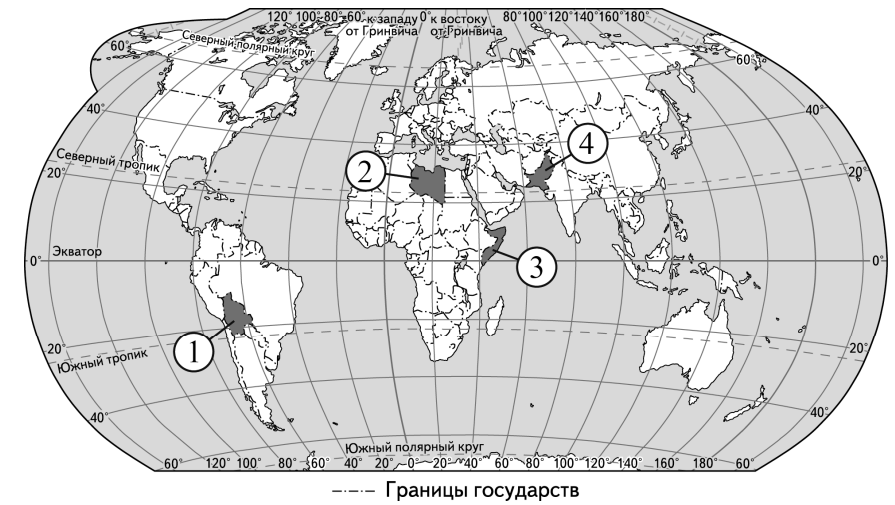 120° 100° 80° 60° к западу 0° к востоку 80° 100° 120° 140° 160° 180°
от Гринвича от Гринвича
Северный полярный круг
60° 60°
40° 40°
Северный тропик
20° 20°
2
4
Экватор
0° 0°
3
1
20° 20°
Южный тропик
40° 40°
Южный полярный круг
60° 120° 100° 80° 60° 40° 20° 0° 20° 40° 60° 80° 100° 120° 140° 160° 180° 60°
Границы государств